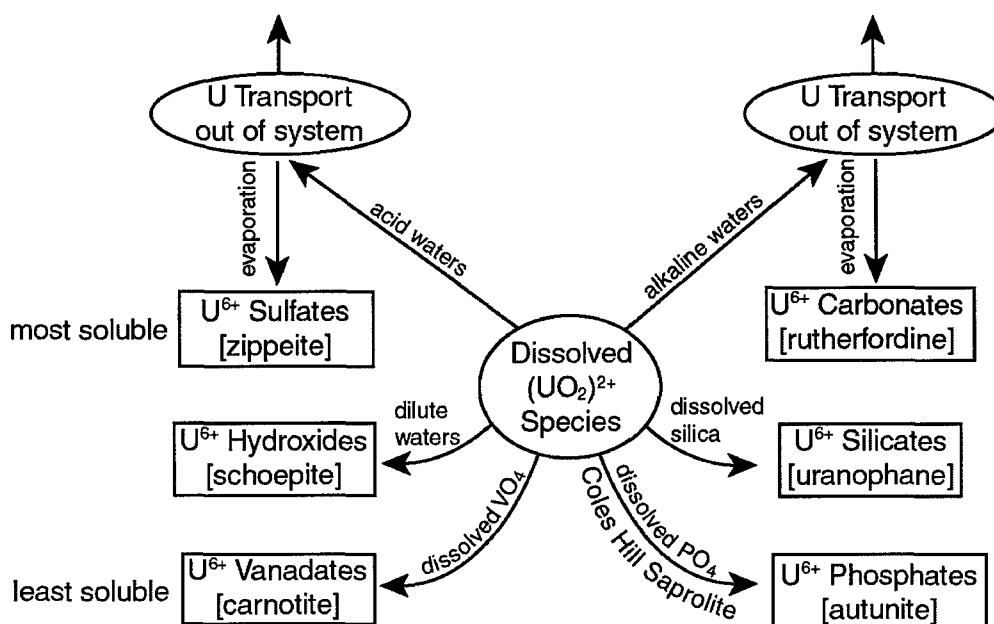 U Transport
out of system
U Transport
out of system
evaporation
acid waters
alkaline waters
evaporation
most soluble
U⁶⁺ Sulfates
[zippeite]
U⁶⁺ Carbonates
[rutherfordine]
Dissolved
(UO₂)²⁺
Species
dilute
waters
dissolved
silica
U⁶⁺ Hydroxides
[schoepite]
U⁶⁺ Silicates
[uranophane]
dissolved VO₄
dissolved PO₄
Coles Hill Saprolite
least soluble
U⁶⁺ Vanadates
[carnotite]
U⁶⁺ Phosphates
[autunite]